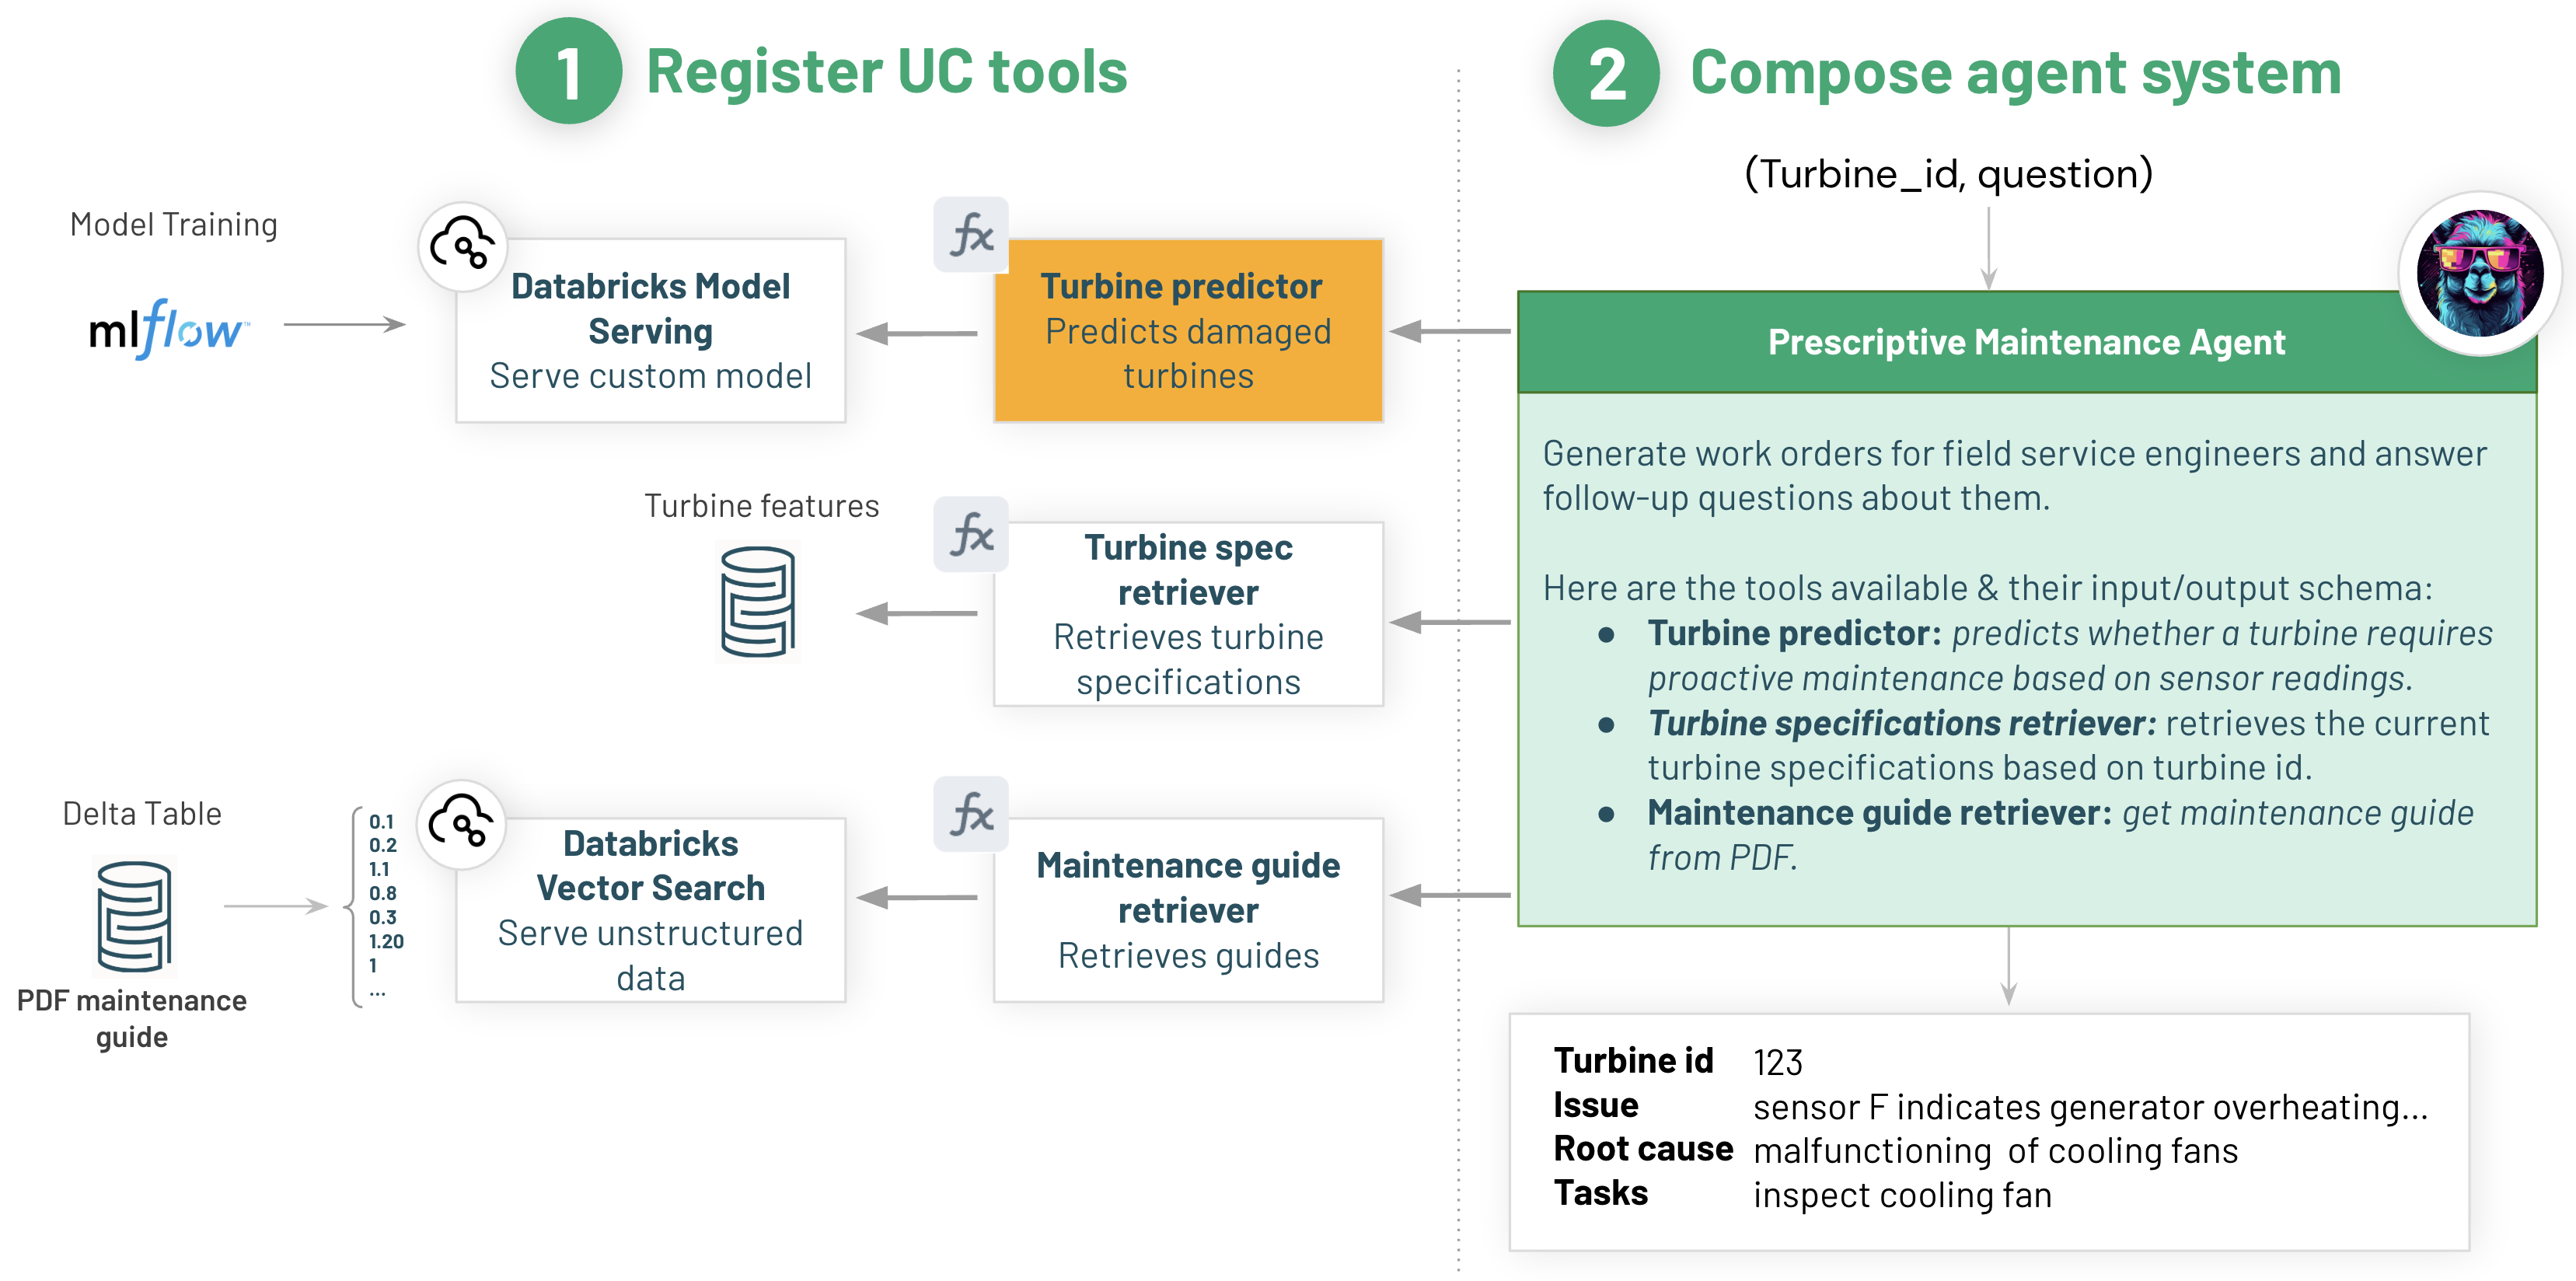 1 Register UC tools
Model Training
mlflow™
Databricks Model
Serving
Serve custom model
fx
Turbine predictor
Predicts damaged
turbines
Turbine features
fx
Turbine spec
retriever
Retrieves turbine
specifications
Delta Table
PDF maintenance
guide
0.1
0.2
1.1
0.8
0.3
1.20
1
...
Databricks
Vector Search
Serve unstructured
data
fx
Maintenance guide
retriever
Retrieves guides
2 Compose agent system
(Turbine_id, question)
Prescriptive Maintenance Agent
Generate work orders for field service engineers and answer
follow-up questions about them.
Here are the tools available & their input/output schema:
● Turbine predictor: predicts whether a turbine requires
proactive maintenance based on sensor readings.
● Turbine specifications retriever: retrieves the current
turbine specifications based on turbine id.
● Maintenance guide retriever: get maintenance guide
from PDF.
Turbine id 123
Issue sensor F indicates generator overheating...
Root cause malfunctioning of cooling fans
Tasks inspect cooling fan